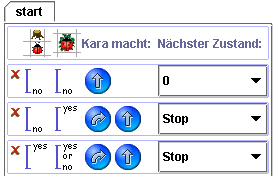 start
Kara macht: Nächster Zustand:
no no 0
no yes Stop
yes yes or no Stop